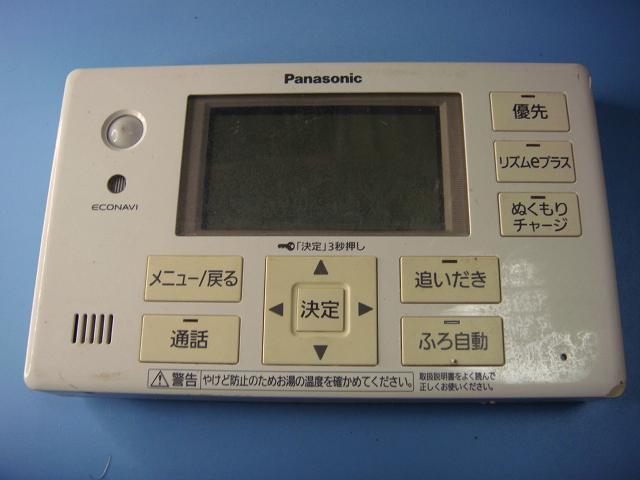 Panasonic
優先
リズムeプラス
ぬくもり
チャージ
ECONAVI
「決定」3秒押し
メニュー/戻る
決定
追いだき
通話
ふろ自動
警告 やけど防止のためお湯の温度を確かめてください。
取扱説明書をよく読んで
正しくお使いください。